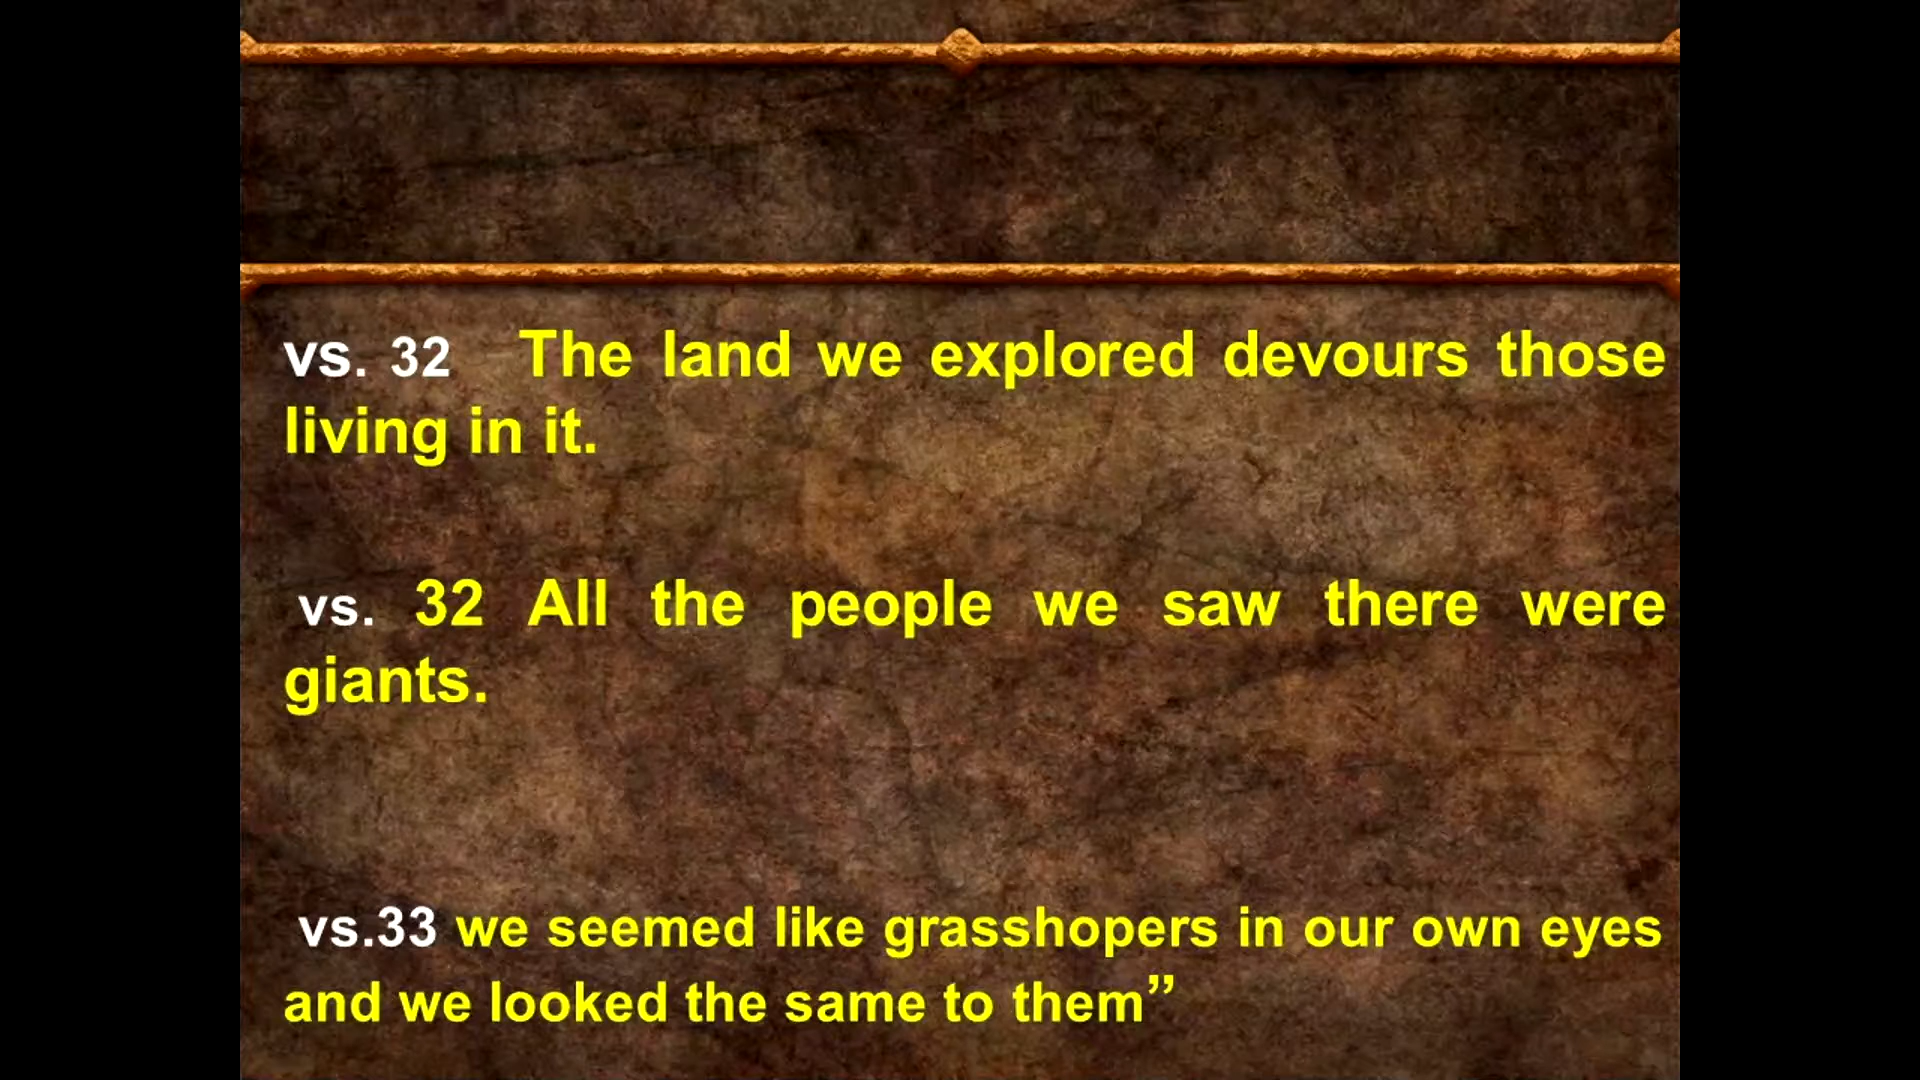 vs. 32 The land we explored devours those
living in it.
vs. 32 All the people we saw there were
giants.
vs.33 we seemed like grasshopers in our own eyes
and we looked the same to them”